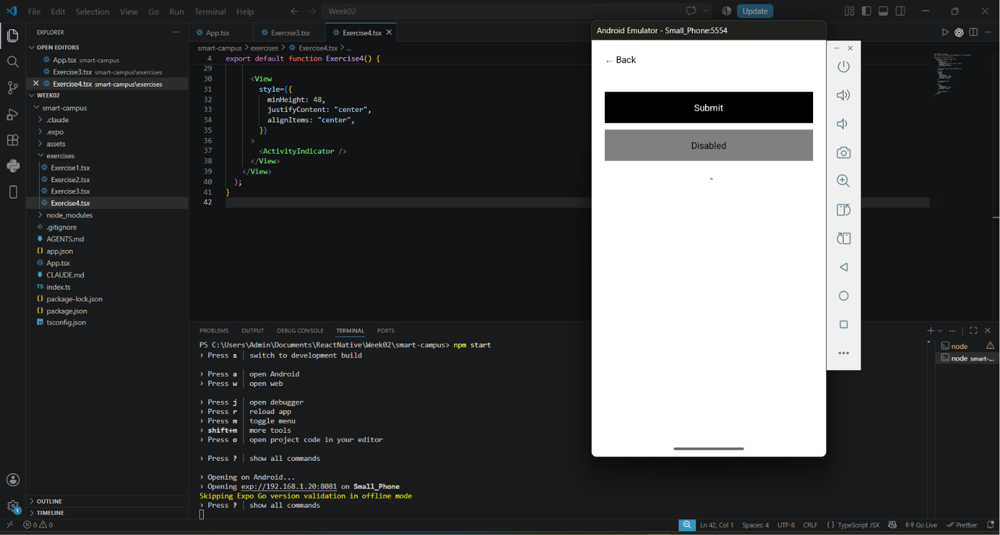 File Edit Selection View Go Run Terminal Help
Week02
Update
EXPLORER
OPEN EDITORS
App.tsx smart-campus
Exercise3.tsx smart-campus\exercises
Exercise4.tsx smart-campus\exercises
WEEK02
smart-campus
.claude
.expo
assets
exercises
Exercise1.tsx
Exercise2.tsx
Exercise3.tsx
Exercise4.tsx
node_modules
.gitignore
AGENTS.md
app.json
App.tsx
CLAUDE.md
index.ts
package-lock.json
package.json
tsconfig.json
OUTLINE
TIMELINE
App.tsx Exercise3.tsx Exercise4.tsx
smart-campus > exercises > Exercise4.tsx > ...
4 export default function Exercise4() {
29
30 <View
31 style={{
32 minHeight: 48,
33 justifyContent: "center",
34 alignItems: "center",
35 }}
36 >
37 <ActivityIndicator />
38 </View>
39 </View>
40 );
41 }
42
PROBLEMS OUTPUT DEBUG CONSOLE TERMINAL PORTS
PS C:\Users\Admin\Documents\ReactNative\Week02\smart-campus> npm start
› Press s │ switch to development build
› Press a │ open Android
› Press w │ open web
› Press j │ open debugger
› Press r │ reload app
› Press m │ toggle menu
› shift+m │ more tools
› Press o │ open project code in your editor
› Press ? │ show all commands
› Opening on Android...
› Opening exp://192.168.1.20:8081 on Small_Phone
Skipping Expo Go version validation in offline mode
› Press ? │ show all commands
node
node smart-...
Android Emulator - Small_Phone:5554
← Back
Submit
Disabled
1
0 0
Ln 42, Col 1 Spaces: 4 UTF-8 CRLF { } TypeScript JSX Go Live Prettier